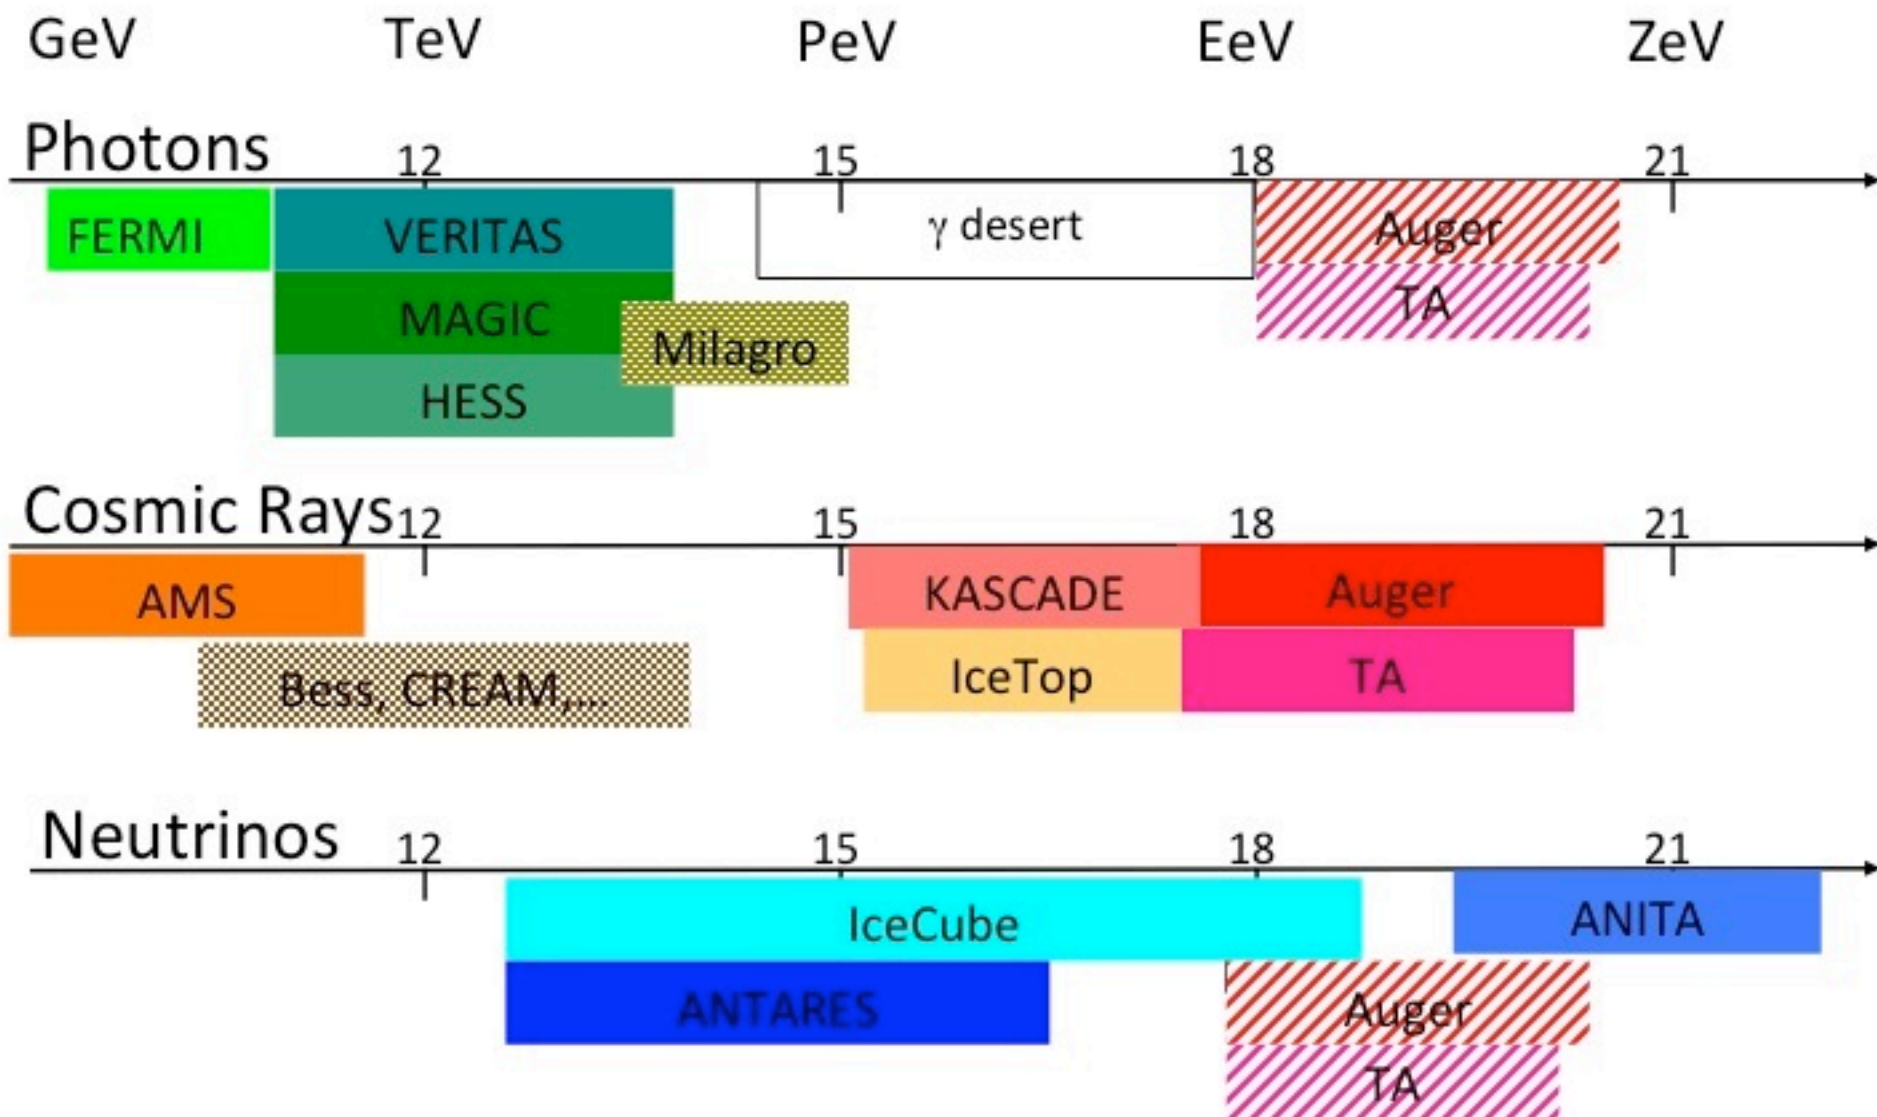 GeV TeV PeV EeV ZeV
Photons 12 15 18 21
FERMI VERITAS γ desert Auger
MAGIC TA
Milagro
HESS
Cosmic Rays 12 15 18 21
AMS KASCADE Auger
Bess, CREAM,... IceTop TA
Neutrinos 12 15 18 21
IceCube ANITA
ANTARES Auger
TA